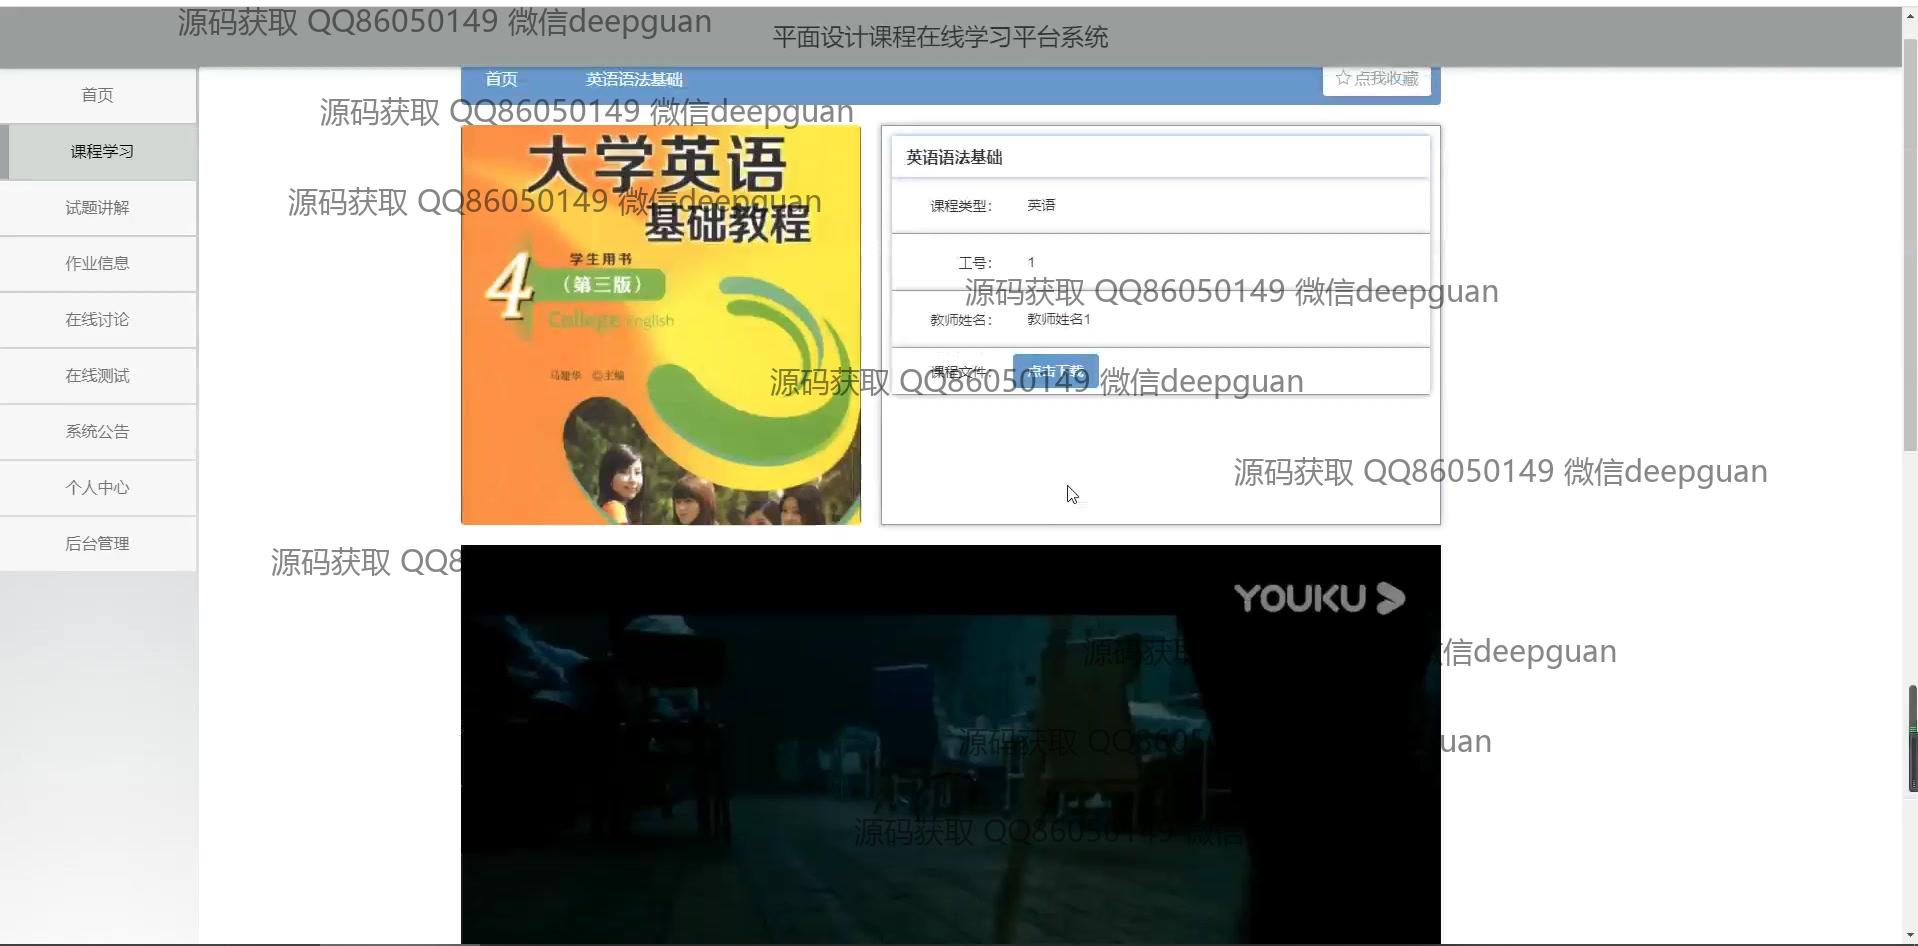 源码获取 QQ86050149 微信deepguan
平面设计课程在线学习平台系统
首页
课程学习
试题讲解
作业信息
在线讨论
在线测试
系统公告
个人中心
后台管理
首页 英语语法基础 ☆点我收藏
源码获取 QQ86050149 微信deepguan
大学英语
基础教程
源码获取 QQ86050149 微信deepguan
4
学生用书
(第三版)
College English
主编
英语语法基础
课程类型: 英语
工号: 1
源码获取 QQ86050149 微信deepguan
教师姓名: 教师姓名1
课程文件: 点击下载
源码获取 QQ86050149 微信deepguan
源码获取 QQ86050149 微信deepguan
源码获取 QQ8
YOUKU
源码获取 信deepguan
源码获取 QQ8605 uan
源码获取 QQ86050149 微信